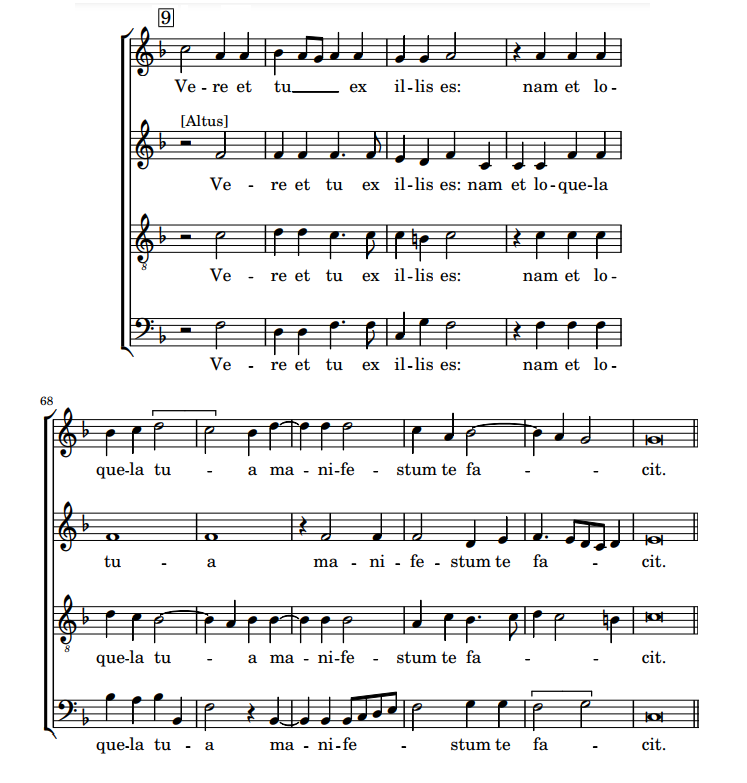 9
Ve - re et tu ex il - lis es: nam et lo -
[Altus]
Ve - re et tu ex il - lis es: nam et lo - que - la
8
Ve - re et tu ex il - lis es: nam et lo -
Ve - re et tu ex il - lis es: nam et lo -
68
que - la tu - a ma - ni - fe - stum te fa - cit.
tu - a ma - ni - fe - stum te fa - cit.
8
que - la tu - a ma - ni - fe - stum te fa - cit.
que - la tu - a ma - ni - fe - stum te fa - cit.